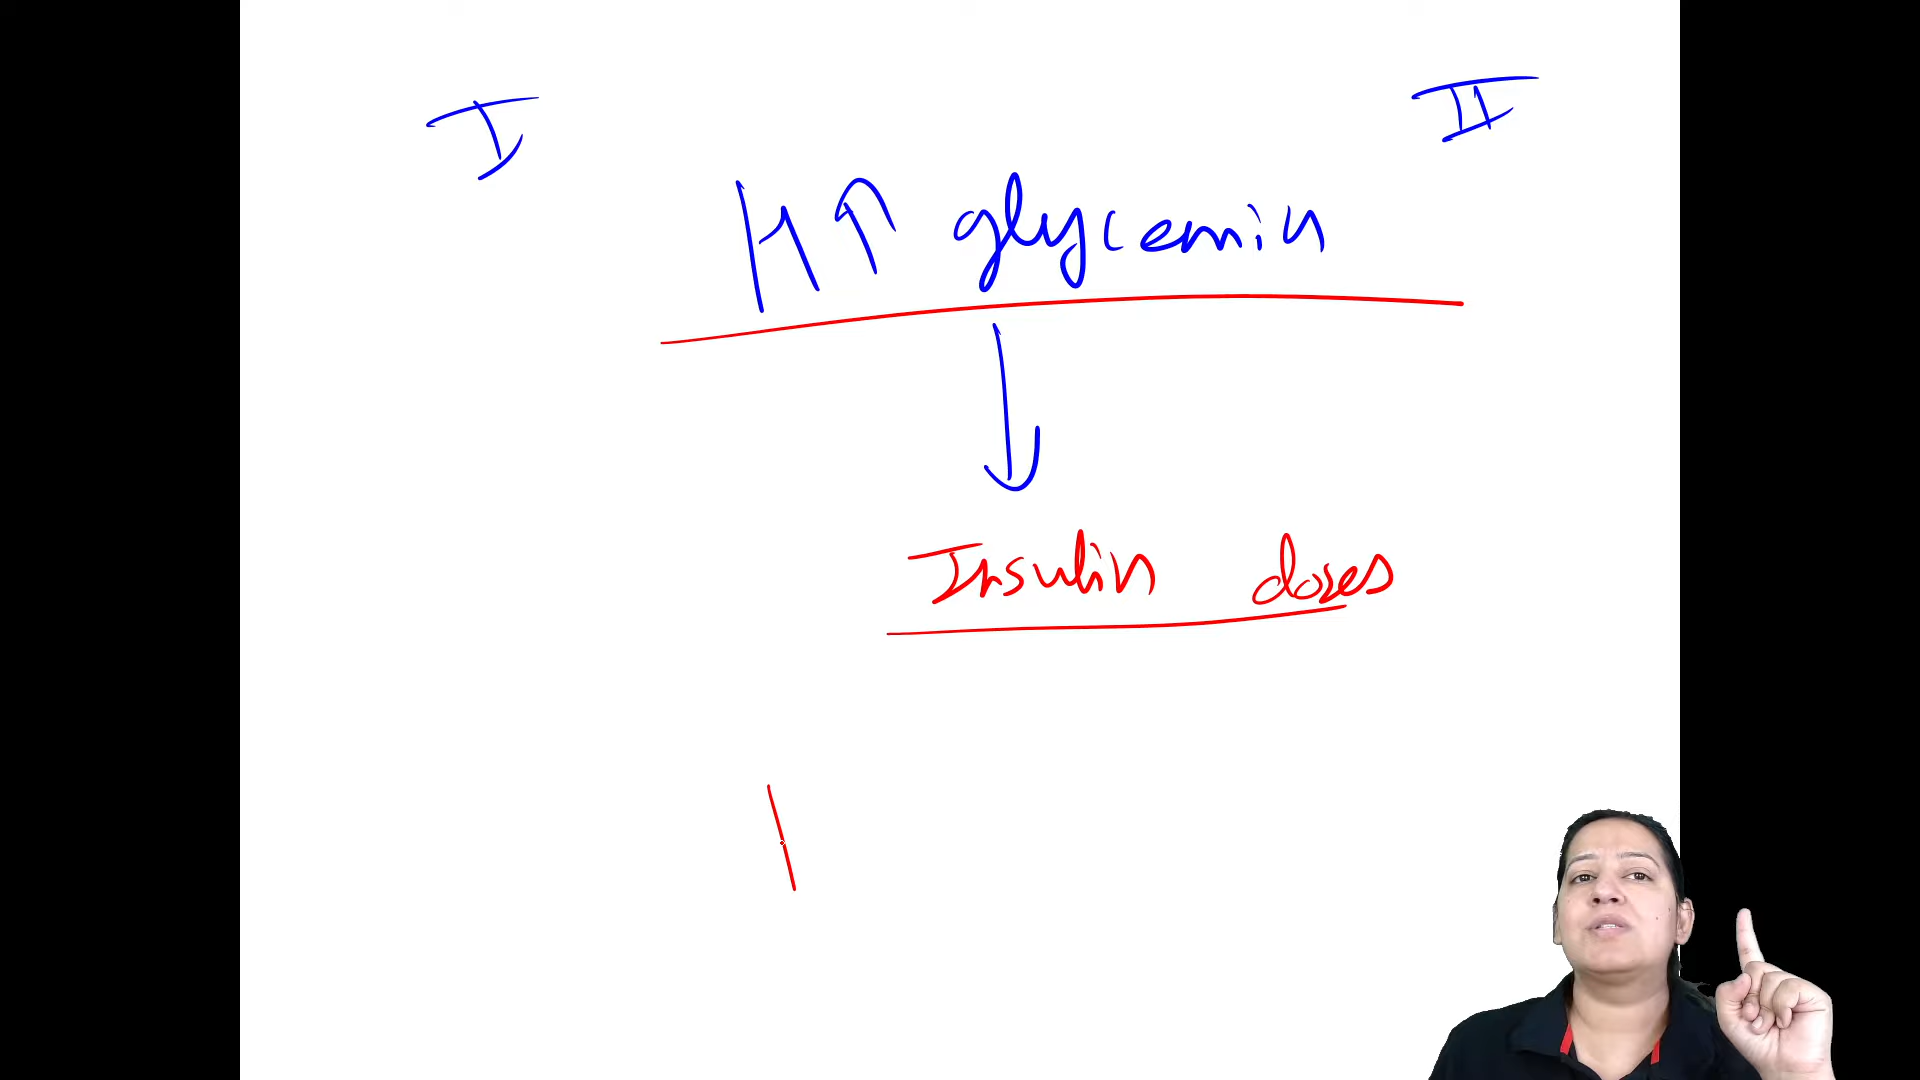 I
II
H↑ glycemia
↓
Insulin doses